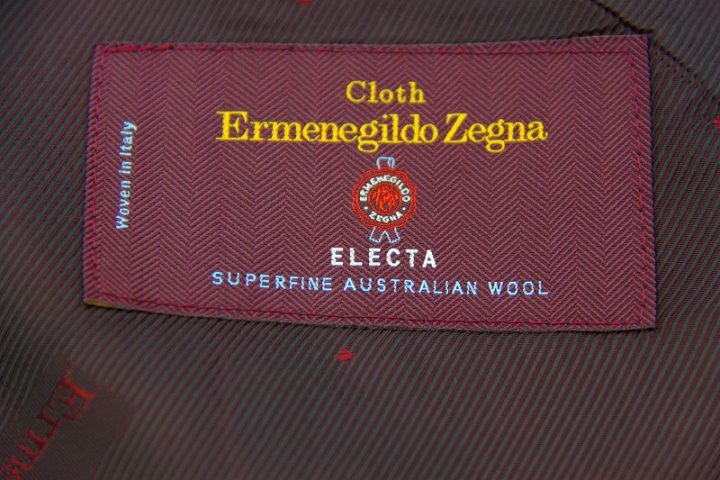 Cloth
Ermenegildo Zegna
Woven in Italy
ERMENEGILDO
ZEGNA
ELECTA
SUPERFINE AUSTRALIAN WOOL